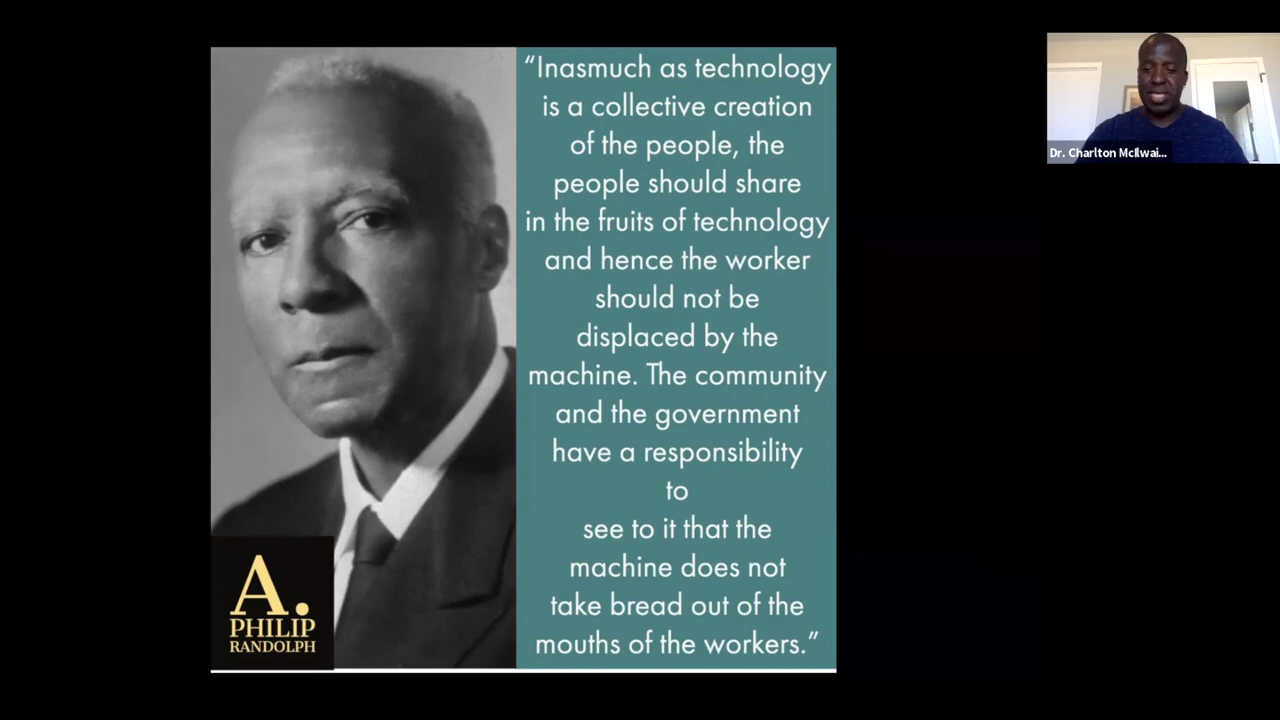 “Inasmuch as technology
is a collective creation
of the people, the
people should share
in the fruits of technology
and hence the worker
should not be
displaced by the
machine. The community
and the government
have a responsibility
to
see to it that the
machine does not
take bread out of the
mouths of the workers.”
A.
PHILIP
RANDOLPH
Dr. Charlton McIlwai...